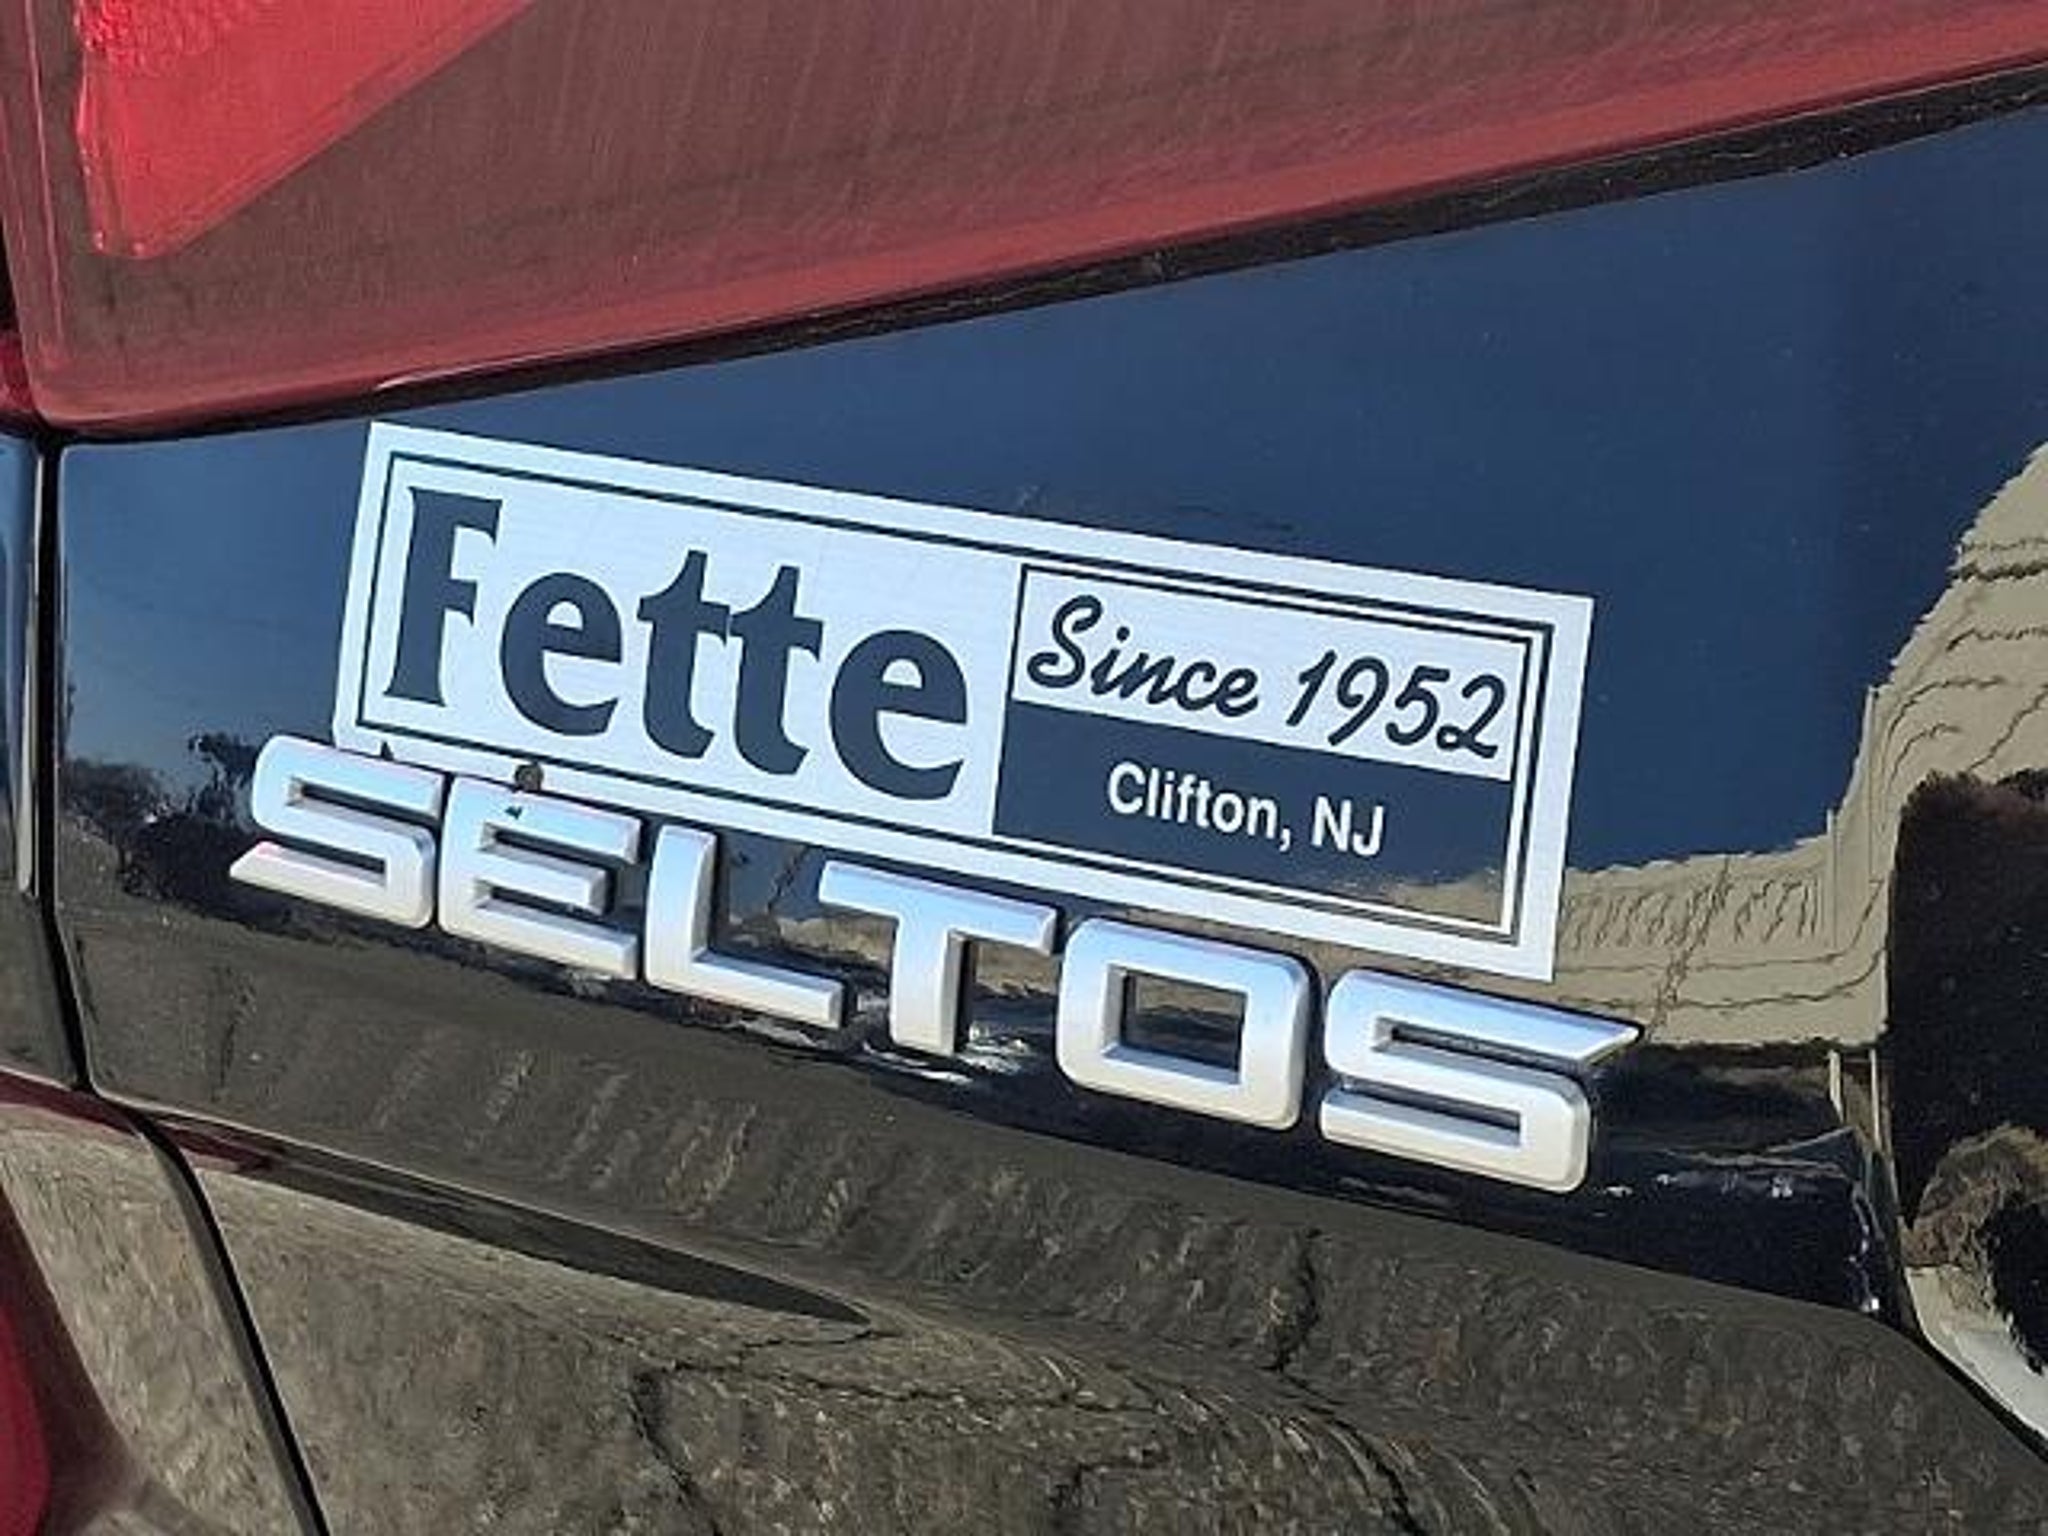 Fette
Since 1952
Clifton, NJ
SELTOS